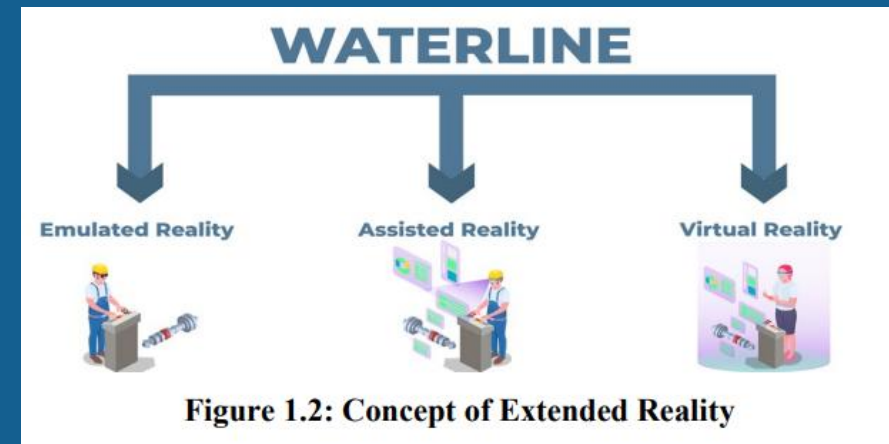 WATERLINE
Emulated Reality
Assisted Reality
Virtual Reality
Figure 1.2: Concept of Extended Reality